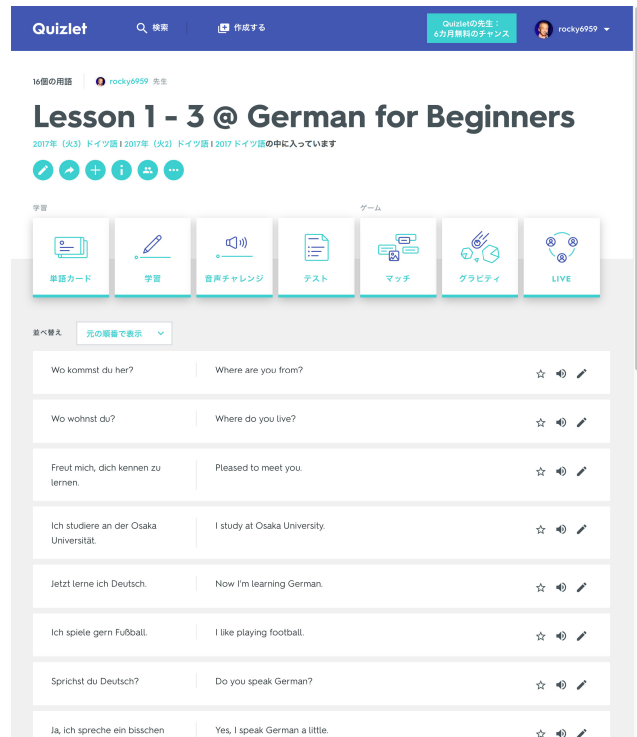 Quizlet
検索
作成する
Quizletの先生：
6カ月無料のチャンス
rocky6959
16個の用語
rocky6959 先生
Lesson 1 - 3 @ German for Beginners
2017年（火3）ドイツ語 | 2017年（火2）ドイツ語 | 2017 ドイツ語の中に入っています
学習
ゲーム
単語カード
学習
音声チャレンジ
テスト
マッチ
グラビティ
LIVE
並べ替え
元の順番で表示
Wo kommst du her?
Where are you from?
Wo wohnst du?
Where do you live?
Freut mich, dich kennen zu
lernen.
Pleased to meet you.
Ich studiere an der Osaka
Universität.
I study at Osaka University.
Jetzt lerne ich Deutsch.
Now I'm learning German.
Ich spiele gern Fußball.
I like playing football.
Sprichst du Deutsch?
Do you speak German?
Ja, ich spreche ein bisschen
Yes, I speak German a little.